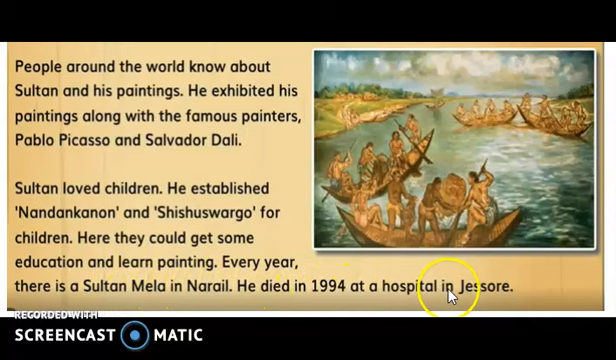 People around the world know about
Sultan and his paintings. He exhibited his
paintings along with the famous painters,
Pablo Picasso and Salvador Dali.
Sultan loved children. He established
'Nandankanon' and 'Shishuswargo' for
children. Here they could get some
education and learn painting. Every year,
there is a Sultan Mela in Narail. He died in 1994 at a hospital in Jessore.
RECORDED WITH
SCREENCAST MATIC